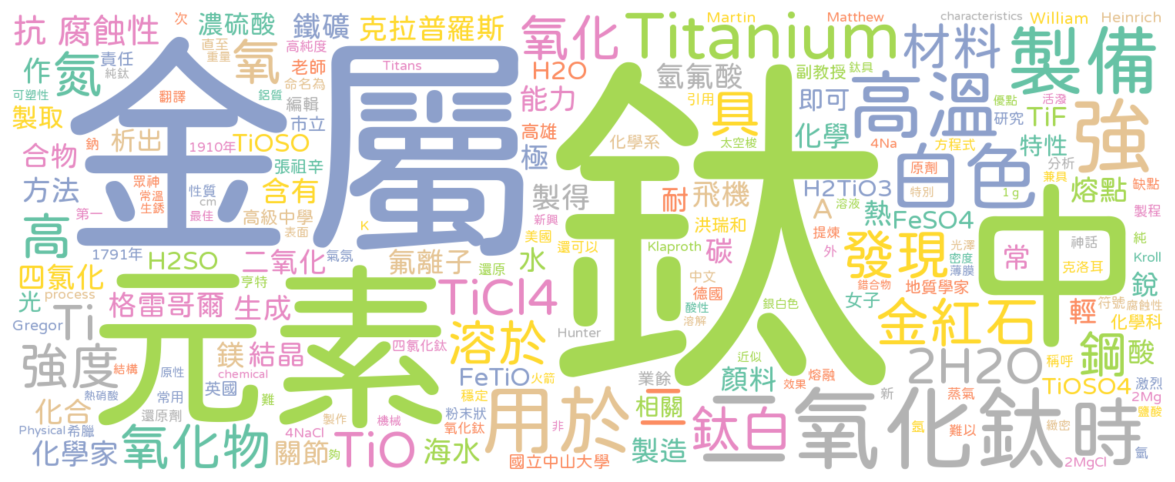 抗 腐蝕性 濃硫酸 鐵礦 次 直至 重量 純鈦 氧 高純度 克拉普羅斯 氧化 Titanium Martin Matthew characteristics William Heinrich
作 氮 責任 老師 Titans H2O 氫氟酸 副教授 鈦具 材料 製備
可塑性 翻譯 鋁質 命名為 編輯 能力 引用 即可 優點 活潑 高溫 強
製取 鈉 1910年 TiOSO 市立 高雄 具 化學 研究 TiF
析出 化學系 太空梭 4Na 方程式 特性
合物 金屬 張祖辛 極 鈦 白色 原劑 分析
方法 眾神 常溫 生銹 性質 cm 含有 製得 耐 飛機 H2TiO3 特別 溶液 1 g 兼具 熔點 缺點
高 第一 最佳 高級中學 表面 K 新興 美國 洪瑞和 A 熱 FeSO4 中 製程
1791年 氣氛 還可以 Klaproth 碳 提煉 外 發現 常 光澤 密度 薄膜 神話 純 Kroll
四氯化 H2SO 二氧化 氟離子 還原 水 中文 德國 錯合物 地質學家 克洛耳 銳
光 process 格雷哥爾 亨特 生成 TiCl4 酸性 溶解 銀白色 女子 金紅石 輕 符號 腐蝕性 化學科
Gregor Ti 元素 四氯化鈦 Hunter 溶於 近似 鋼 酸
強度 結構 鎂 結晶 FeTiO 火箭 業餘 顏料 效果 熔融 2H2O 稱呼 TiOSO4 激烈
熱硝酸 原性 chemical 常用 英國 難 穩定 二 相關 蒸氣 新 2Mg 鹽酸
化合 還原劑 製作 機械 粉末狀 氧化鈦 用於 鈦白 二氧化鈦 時 氮 難以 緻密
Physical 希臘 4NaCl 非
化學家 氧化物 關節 夠 TiO 海水 國立中山大學 製造 2MgCl 氫